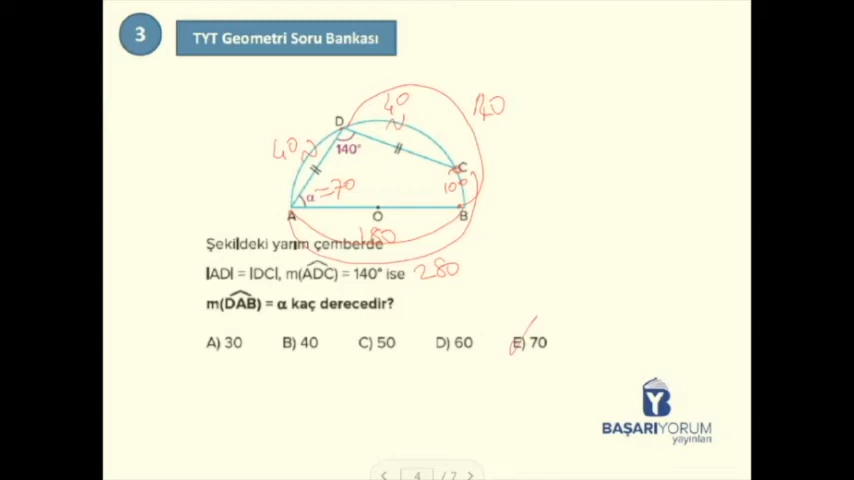 3
TYT Geometri Soru Bankası
40
140
D
40
140°
C
100
α = 70
A
O
B
180
Şekildeki yarım çemberde
|AD| = |DC|, m(ADC) = 140° ise
280
m(DAB) = α kaç derecedir?
A) 30 B) 40 C) 50 D) 60 E) 70
BAŞARIYORUM
yayınları
4 / 7